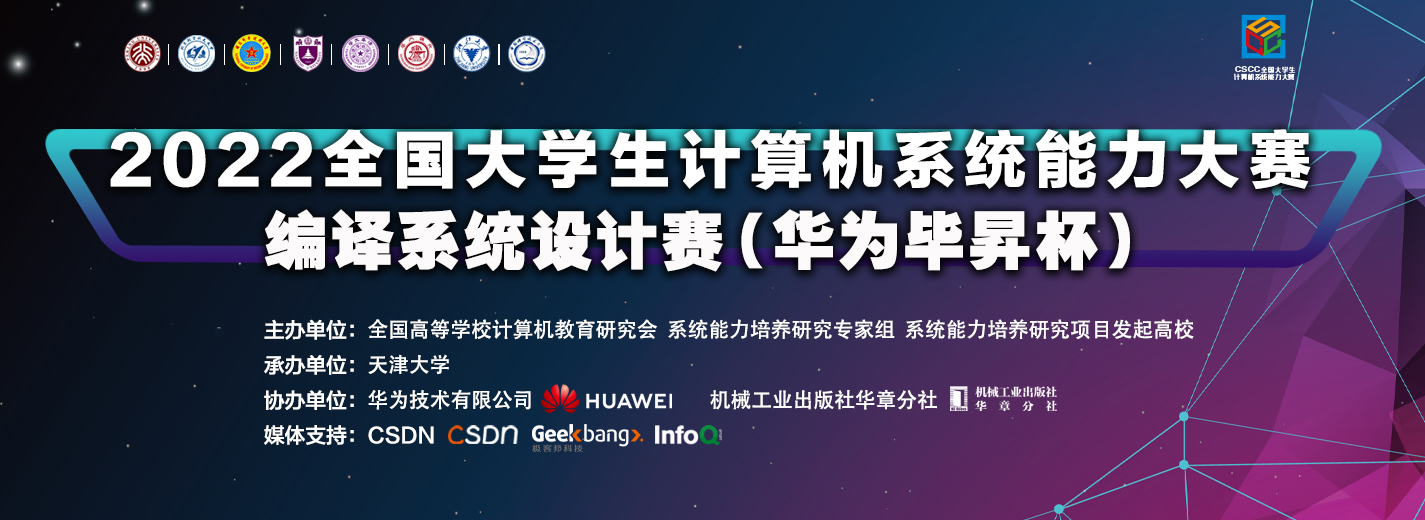 CSCC全国大学生
计算机系统能力大赛
2022全国大学生计算机系统能力大赛
编译系统设计赛(华为毕昇杯)
主办单位：全国高等学校计算机教育研究会 系统能力培养研究专家组 系统能力培养研究项目发起高校
承办单位：天津大学
协办单位：华为技术有限公司 HUAWEI 机械工业出版社华章分社 机械工业出版社
华章分社
媒体支持：CSDN CSDN Geekbang InfoQ
极客邦科技